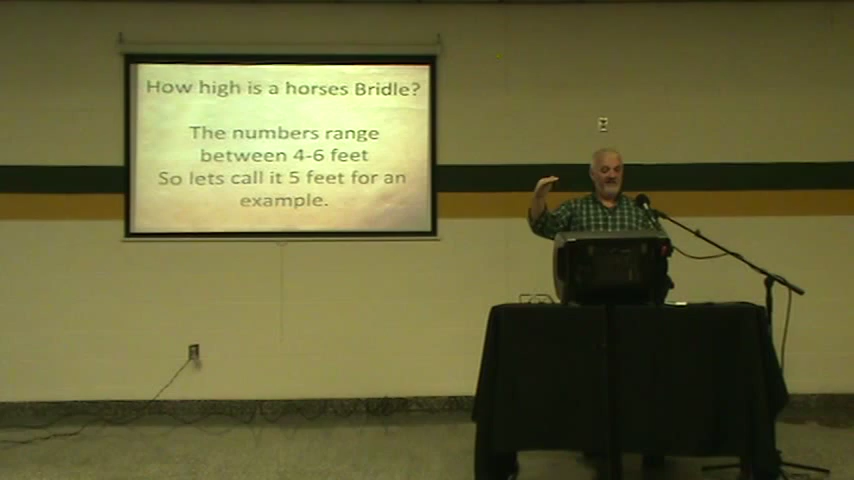 How high is a horses Bridle?
The numbers range
between 4-6 feet
So lets call it 5 feet for an
example.